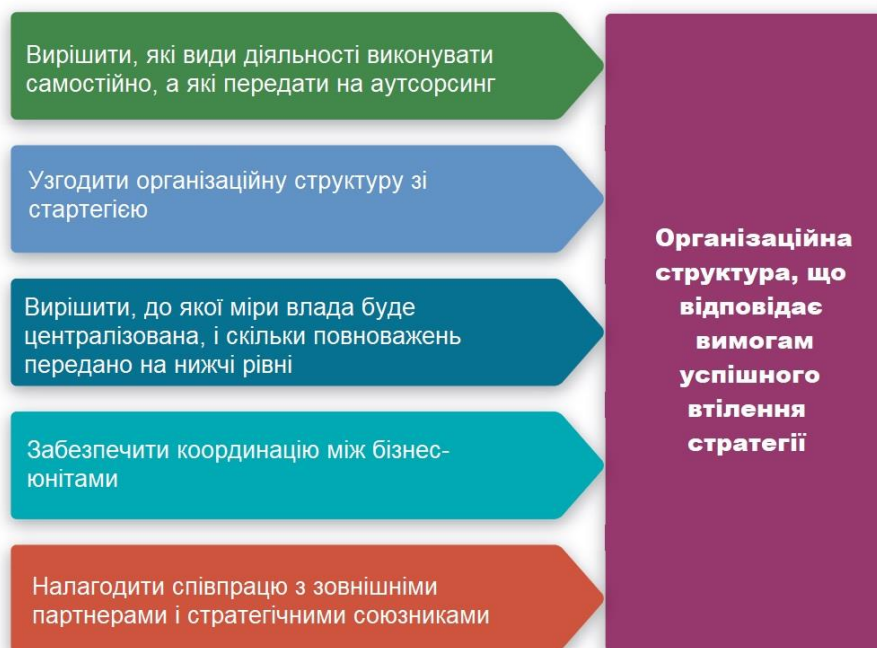 Вирішити, які види діяльності виконувати
самостійно, а які передати на аутсорсинг
Узгодити організаційну структуру зі
стартегією
Вирішити, до якої міри влада буде
централізована, і скільки повноважень
передано на нижчі рівні
Забезпечити координацію між бізнес-
юнітами
Налагодити співпрацю з зовнішніми
партнерами і стратегічними союзниками
Організаційна
структура, що
відповідає
вимогам
успішного
втілення
стратегії